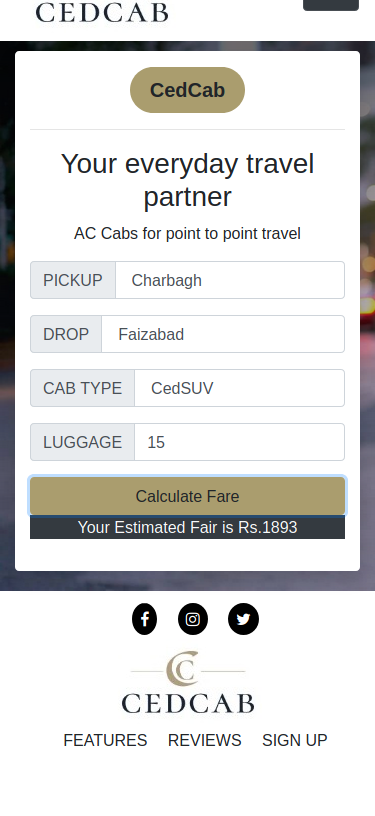 CEDCAB
CedCab
Your everyday travel
partner
AC Cabs for point to point travel
PICKUP Charbagh
DROP Faizabad
CAB TYPE CedSUV
LUGGAGE 15
Calculate Fare
Your Estimated Fair is Rs.1893
CEDCAB
FEATURES REVIEWS SIGN UP